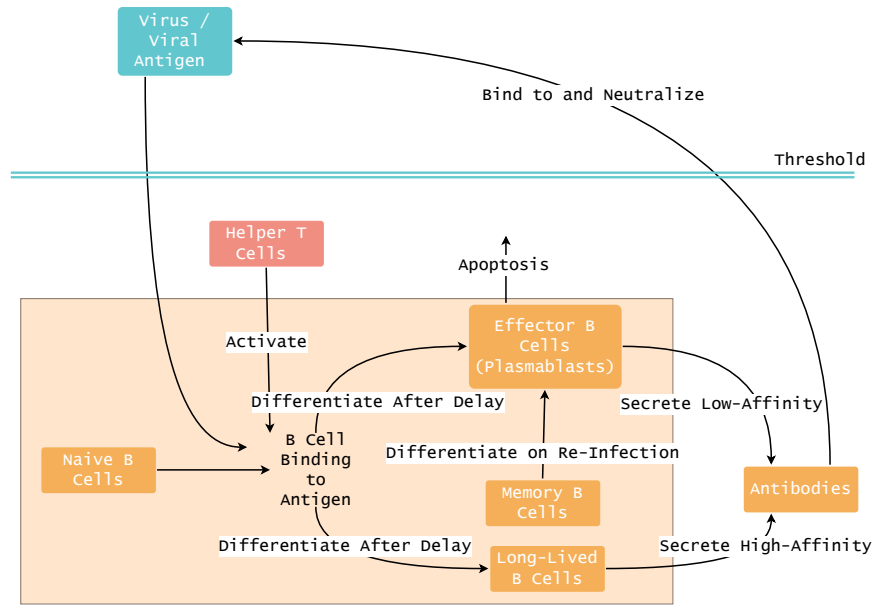 Virus /
Viral
Antigen
Bind to and Neutralize
Threshold
Helper T
Cells
Apoptosis
Effector B
Cells
(Plasmablasts)
Activate
Differentiate After Delay
Secrete Low-Affinity
B Cell
Binding
to
Antigen
Naive B
Cells
Differentiate on Re-Infection
Memory B
Cells
Antibodies
Differentiate After Delay
Long-Lived
B Cells
Secrete High-Affinity